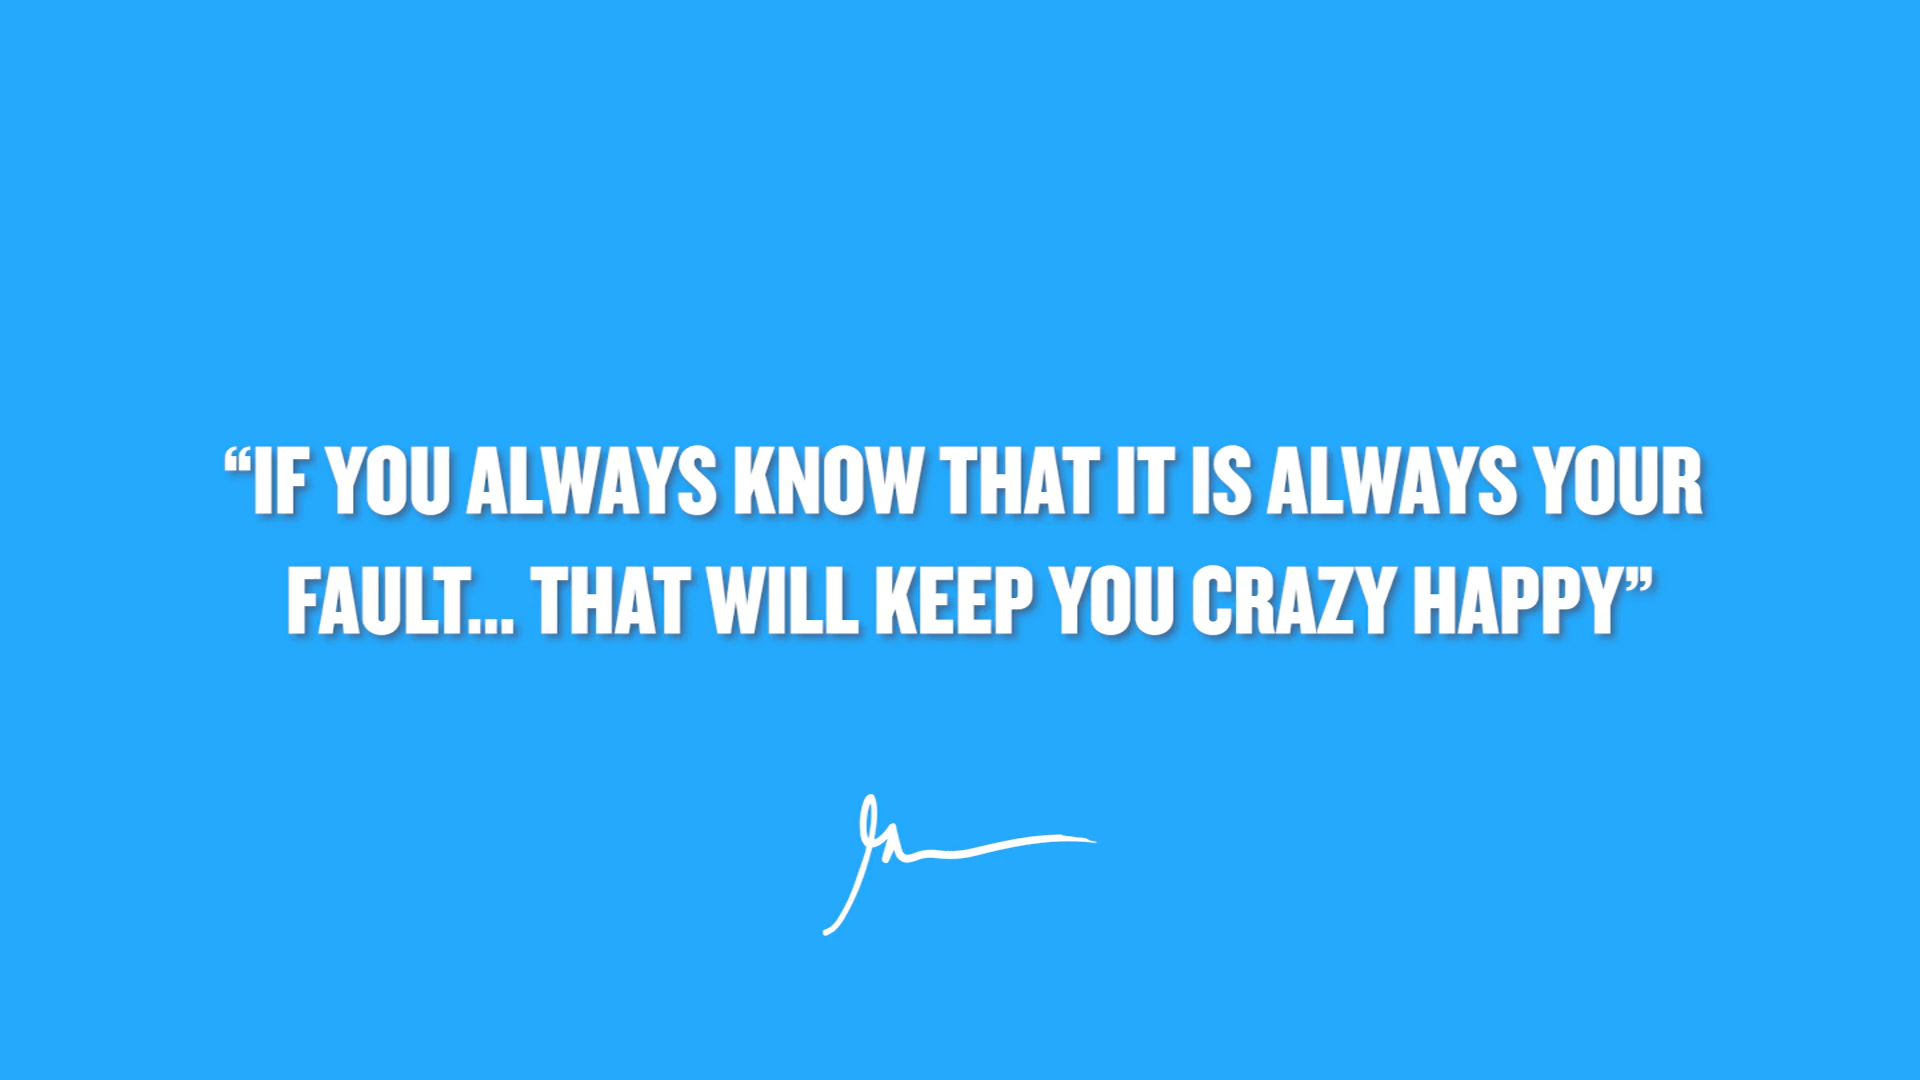 “IF YOU ALWAYS KNOW THAT IT IS ALWAYS YOUR
FAULT... THAT WILL KEEP YOU CRAZY HAPPY”